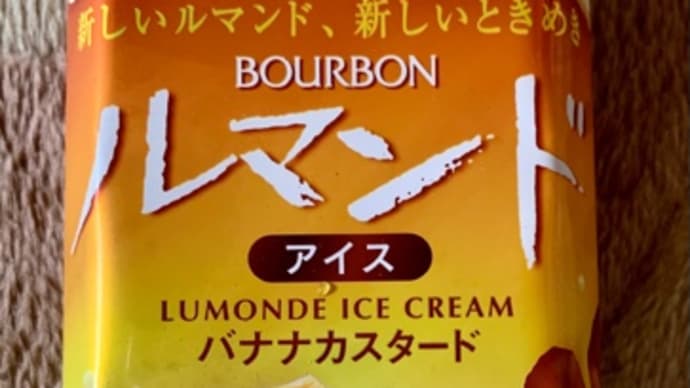 新しいルマンド、新しいときめき
BOURBON
ルマンド
アイス
LUMONDE ICE CREAM
バナナカスタード